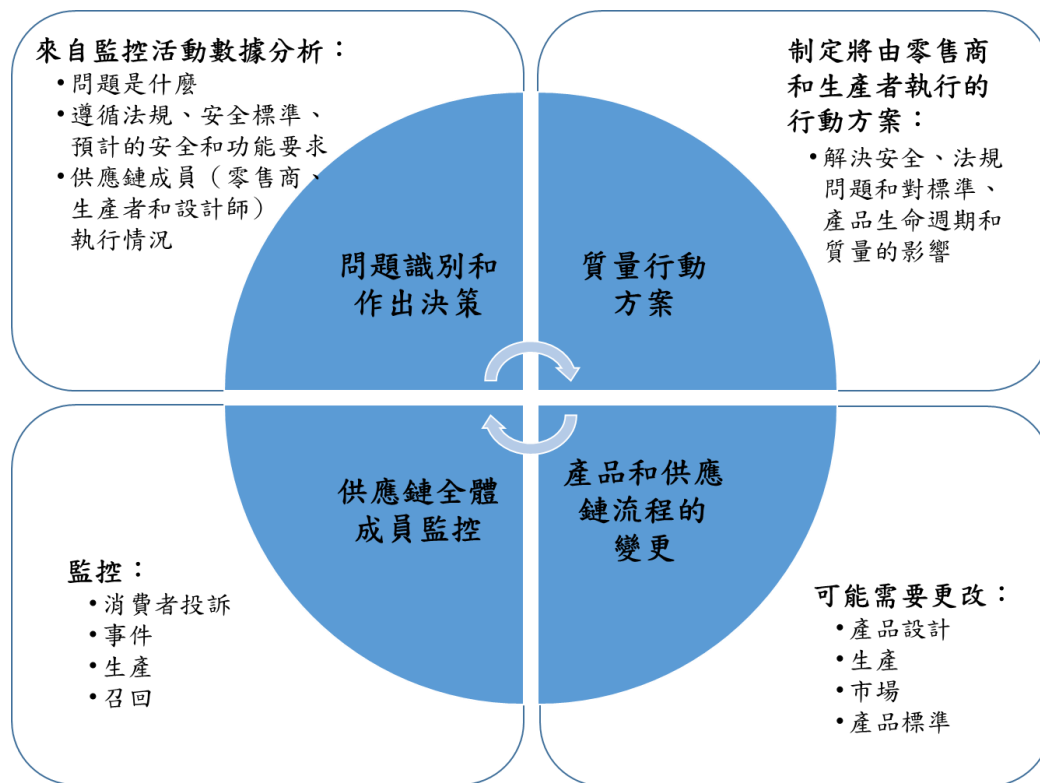 來自監控活動數據分析：
•問題是什麼
•遵循法規、安全標準、
預計的安全和功能要求
•供應鏈成員（零售商、
生產者和設計師）
執行情況
問題識別和
作出決策
制定將由零售商
和生產者執行的
行動方案：
•解決安全、法規
問題和對標準、
產品生命週期和
質量的影響
質量行動
方案
供應鏈全體
成員監控
監控：
•消費者投訴
•事件
•生產
•召回
產品和供應
鏈流程的
變更
可能需要更改：
•產品設計
•生產
•市場
•產品標準